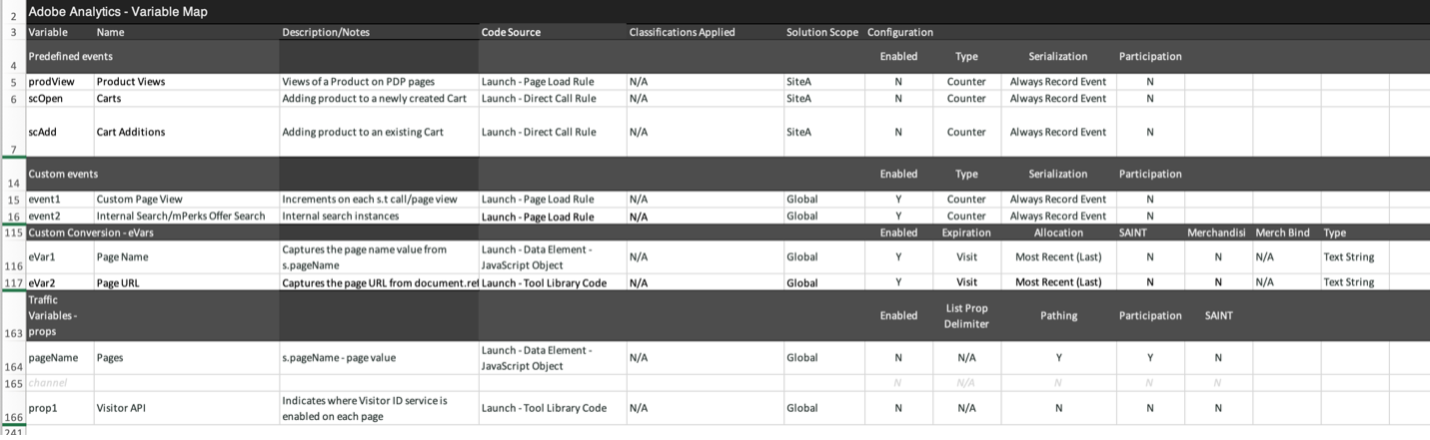 2 Adobe Analytics - Variable Map
3 Variable Name Description/Notes Code Source Classifications Applied Solution Scope Configuration
4 Predefined events Enabled Type Serialization Participation
5 prodView Product Views Views of a Product on PDP pages Launch - Page Load Rule N/A SiteA N Counter Always Record Event N
6 scOpen Carts Adding product to a newly created Cart Launch - Direct Call Rule N/A SiteA N Counter Always Record Event N
7 scAdd Cart Additions Adding product to an existing Cart Launch - Direct Call Rule N/A SiteA N Counter Always Record Event N
14 Custom events Enabled Type Serialization Participation
15 event1 Custom Page View Increments on each s.t call/page view Launch - Page Load Rule N/A Global Y Counter Always Record Event N
16 event2 Internal Search/mPerks Offer Search Internal search instances Launch - Page Load Rule N/A Global Y Counter Always Record Event N
115 Custom Conversion - eVars Enabled Expiration Allocation SAINT Merchandisi Merch Bind Type
116 eVar1 Page Name Captures the page name value from
s.pageName Launch - Data Element -
JavaScript Object N/A Global Y Visit Most Recent (Last) N N N/A Text String
117 eVar2 Page URL Captures the page URL from document.ref Launch - Tool Library Code N/A Global Y Visit Most Recent (Last) N N N/A Text String
163 Traffic
Variables -
props Enabled List Prop
Delimiter Pathing Participation SAINT
164 pageName Pages s.pageName - page value Launch - Data Element -
JavaScript Object N/A Global N N/A Y Y N
165 channel N N/A N N N
166 prop1 Visitor API Indicates where Visitor ID service is
enabled on each page Launch - Tool Library Code N/A Global N N/A N N N
241